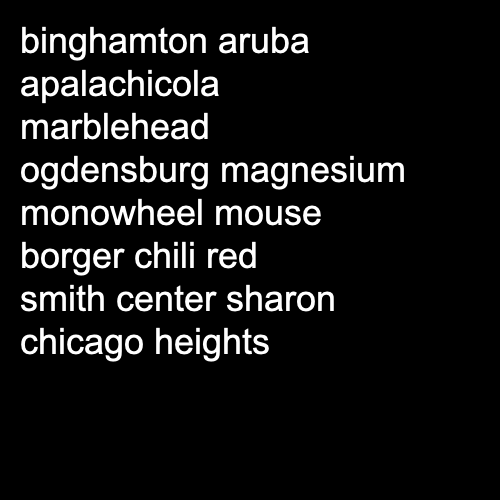 binghamton aruba
apalachicola
marblehead
ogdensburg magnesium
monowheel mouse
borger chili red
smith center sharon
chicago heights